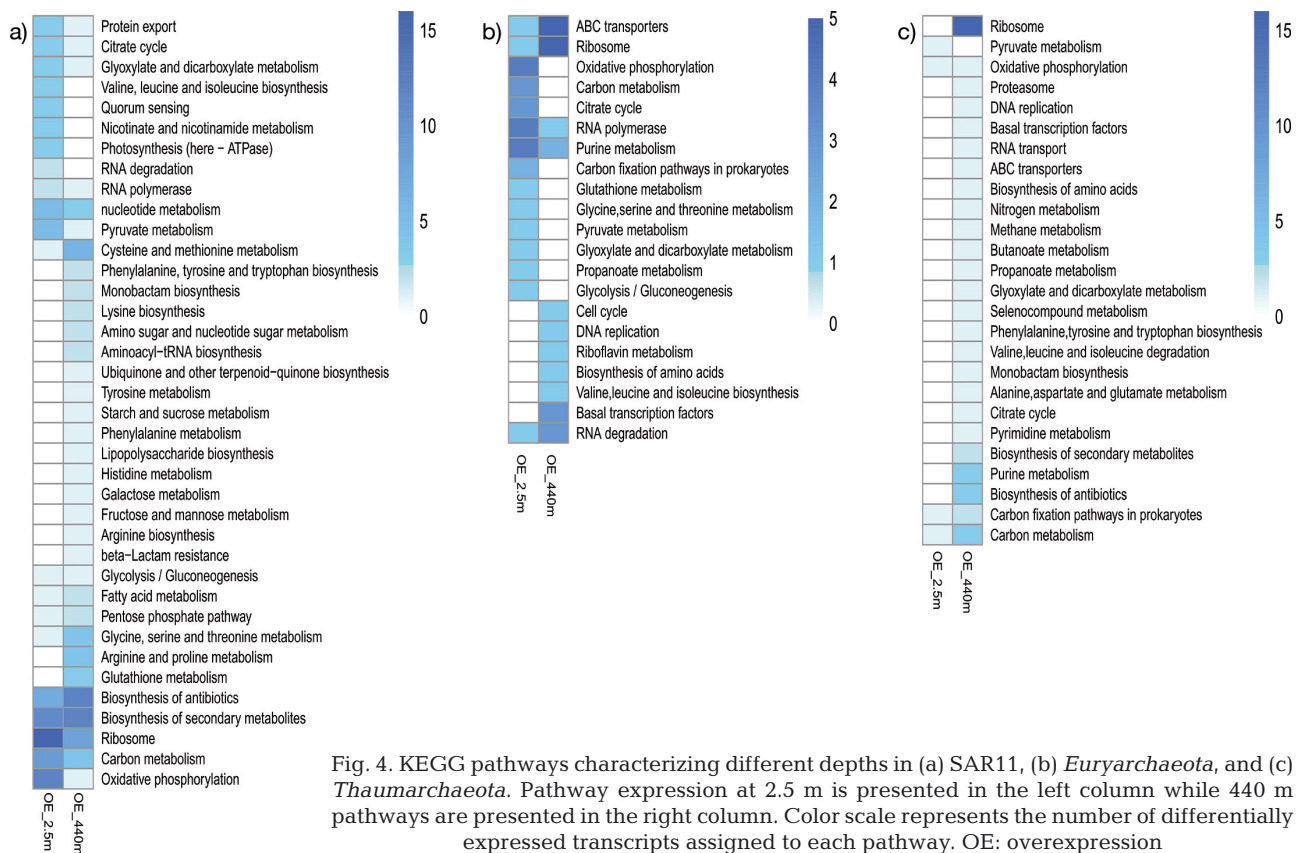 a)
Protein export
Citrate cycle
Glyoxylate and dicarboxylate metabolism
Valine, leucine and isoleucine biosynthesis
Quorum sensing
Nicotinate and nicotinamide metabolism
Photosynthesis (here − ATPase)
RNA degradation
RNA polymerase
nucleotide metabolism
Pyruvate metabolism
Cysteine and methionine metabolism
Phenylalanine, tyrosine and tryptophan biosynthesis
Monobactam biosynthesis
Lysine biosynthesis
Amino sugar and nucleotide sugar metabolism
Aminoacyl−tRNA biosynthesis
Ubiquinone and other terpenoid−quinone biosynthesis
Tyrosine metabolism
Starch and sucrose metabolism
Phenylalanine metabolism
Lipopolysaccharide biosynthesis
Histidine metabolism
Galactose metabolism
Fructose and mannose metabolism
Arginine biosynthesis
beta−Lactam resistance
Glycolysis / Gluconeogenesis
Fatty acid metabolism
Pentose phosphate pathway
Glycine, serine and threonine metabolism
Arginine and proline metabolism
Glutathione metabolism
Biosynthesis of antibiotics
Biosynthesis of secondary metabolites
Ribosome
Carbon metabolism
Oxidative phosphorylation
OE_2.5m
OE_440m
15
10
5
0
b)
ABC transporters
Ribosome
Oxidative phosphorylation
Carbon metabolism
Citrate cycle
RNA polymerase
Purine metabolism
Carbon fixation pathways in prokaryotes
Glutathione metabolism
Glycine,serine and threonine metabolism
Pyruvate metabolism
Glyoxylate and dicarboxylate metabolism
Propanoate metabolism
Glycolysis / Gluconeogenesis
Cell cycle
DNA replication
Riboflavin metabolism
Biosynthesis of amino acids
Valine,leucine and isoleucine biosynthesis
Basal transcription factors
RNA degradation
OE_2.5m
OE_440m
5
4
3
2
1
0
c)
Ribosome
Pyruvate metabolism
Oxidative phosphorylation
Proteasome
DNA replication
Basal transcription factors
RNA transport
ABC transporters
Biosynthesis of amino acids
Nitrogen metabolism
Methane metabolism
Butanoate metabolism
Propanoate metabolism
Glyoxylate and dicarboxylate metabolism
Selenocompound metabolism
Phenylalanine,tyrosine and tryptophan biosynthesis
Valine,leucine and isoleucine degradation
Monobactam biosynthesis
Alanine,aspartate and glutamate metabolism
Citrate cycle
Pyrimidine metabolism
Biosynthesis of secondary metabolites
Purine metabolism
Biosynthesis of antibiotics
Carbon fixation pathways in prokaryotes
Carbon metabolism
OE_2.5m
OE_440m
15
10
5
0
Fig. 4. KEGG pathways characterizing different depths in (a) SAR11, (b) Euryarchaeota, and (c)
Thaumarchaeota. Pathway expression at 2.5 m is presented in the left column while 440 m
pathways are presented in the right column. Color scale represents the number of differentially
expressed transcripts assigned to each pathway. OE: overexpression